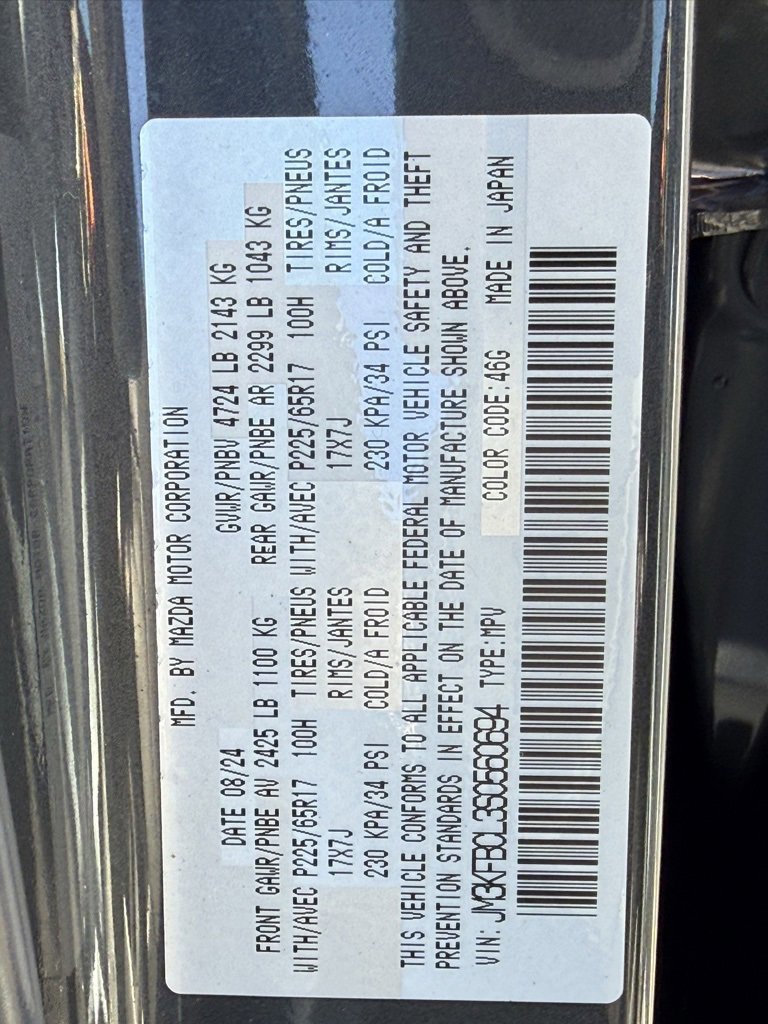 MFD. BY MAZDA MOTOR CORPORATION
DATE 08/24 GVWR/PNBV 4724 LB 2143 KG
FRONT GAWR/PNBE AV 2425 LB 1100 KG REAR GAWR/PNBE AR 2299 LB 1043 KG
WITH/AVEC P225/65R17 100H TIRES/PNEUS WITH/AVEC P225/65R17 100H TIRES/PNEUS
17X7J RIMS/JANTES 17X7J RIMS/JANTES
230 KPA/34 PSI COLD/A FROID 230 KPA/34 PSI COLD/A FROID
THIS VEHICLE CONFORMS TO ALL APPLICABLE FEDERAL MOTOR VEHICLE SAFETY AND THEFT
PREVENTION STANDARDS IN EFFECT ON THE DATE OF MANUFACTURE SHOWN ABOVE.
VIN: JM3KFBCL3S0560694 TYPE:MPV COLOR CODE:46G MADE IN JAPAN